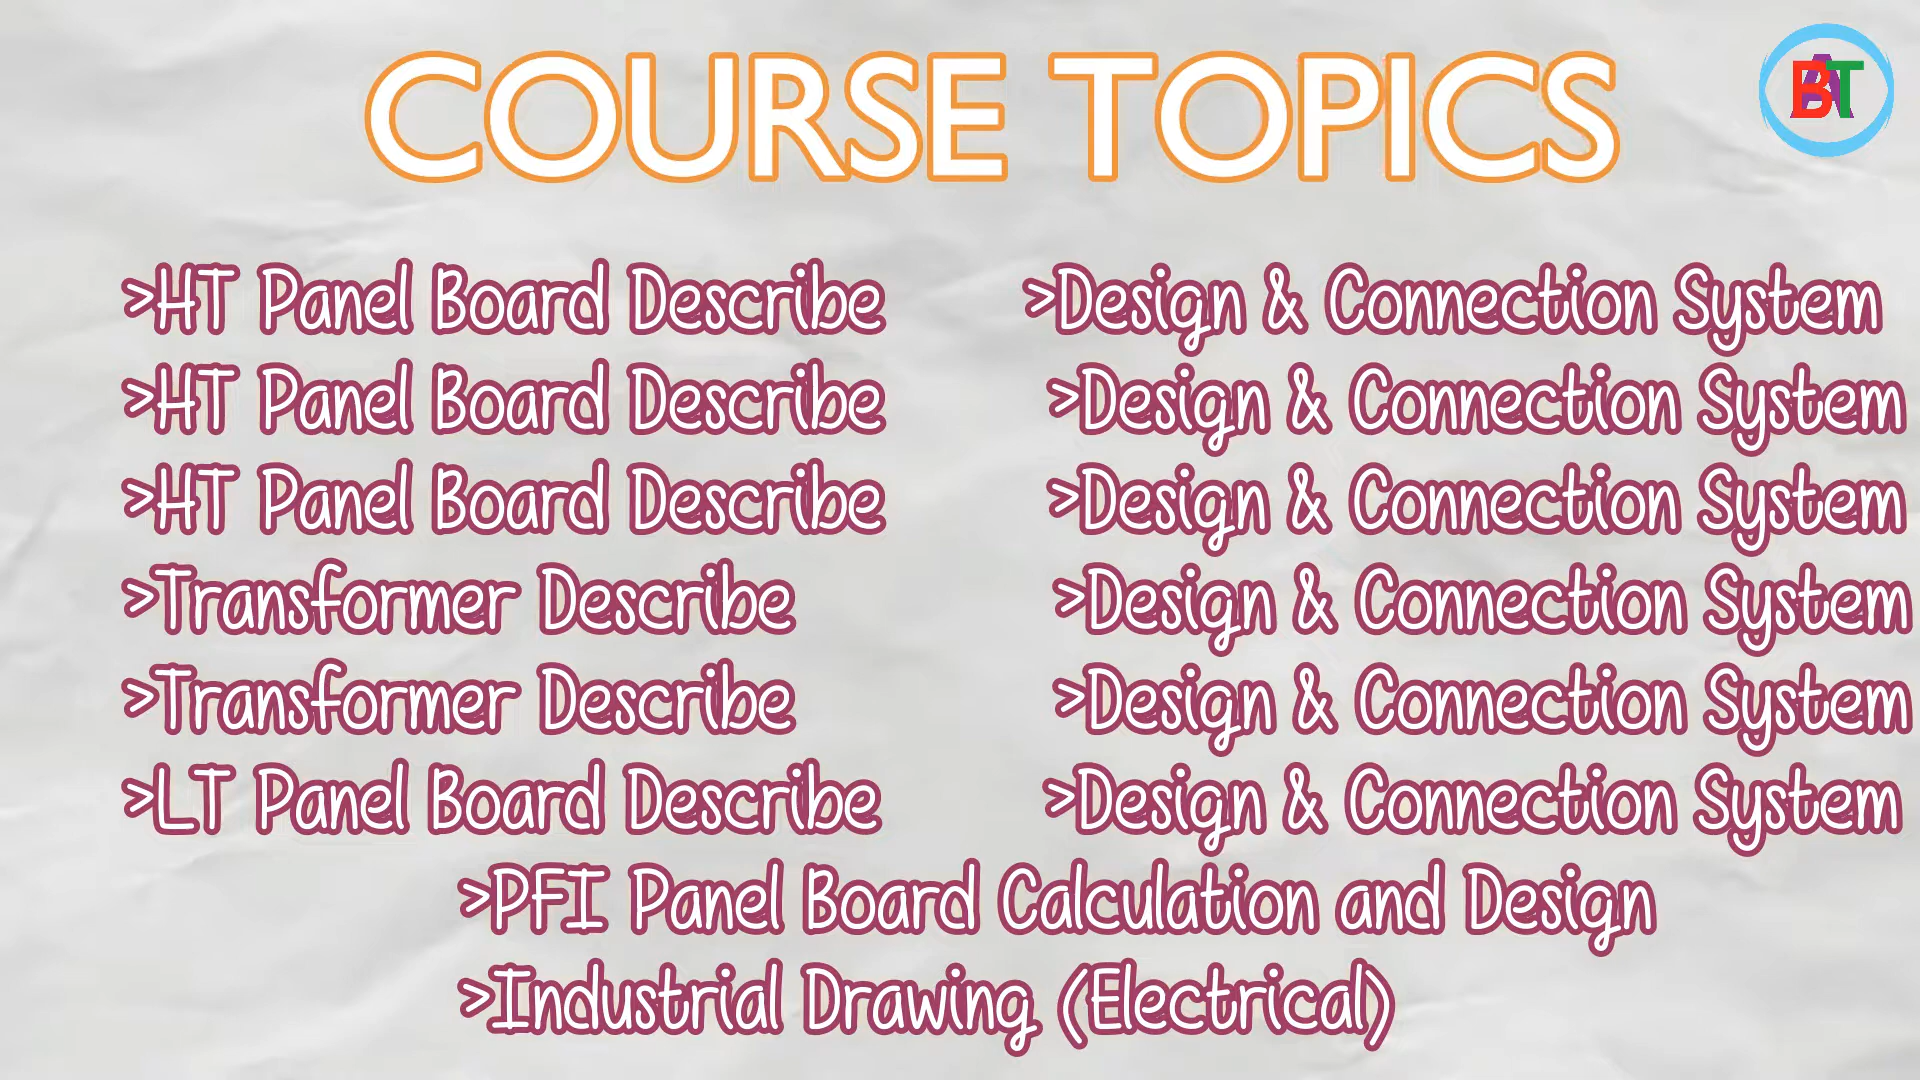 COURSE TOPICS
BAT
>HT Panel Board Describe >Design & Connection System
>HT Panel Board Describe >Design & Connection System
>HT Panel Board Describe >Design & Connection System
>Transformer Describe >Design & Connection System
>Transformer Describe >Design & Connection System
>LT Panel Board Describe >Design & Connection System
>PFI Panel Board Calculation and Design
>Industrial Drawing (Electrical)